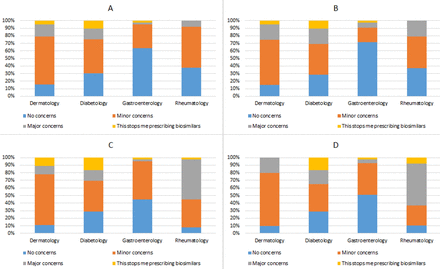 A
100%
90%
80%
70%
60%
50%
40%
30%
20%
10%
0%
Dermatology Diabetology Gastroenterology Rheumatology
No concerns Minor concerns
Major concerns This stops me prescribing biosimilars
B
100%
90%
80%
70%
60%
50%
40%
30%
20%
10%
0%
Dermatology Diabetology Gastroenterology Rheumatology
No concerns Minor concerns
Major concerns This stops me prescribing biosimilars
C
100%
90%
80%
70%
60%
50%
40%
30%
20%
10%
0%
Dermatology Diabetology Gastroenterology Rheumatology
No concerns Minor concerns
Major concerns This stops me prescribing biosimilars
D
100%
90%
80%
70%
60%
50%
40%
30%
20%
10%
0%
Dermatology Diabetology Gastroenterology Rheumatology
No concerns Minor concerns
Major concerns This stops me prescribing biosimilars